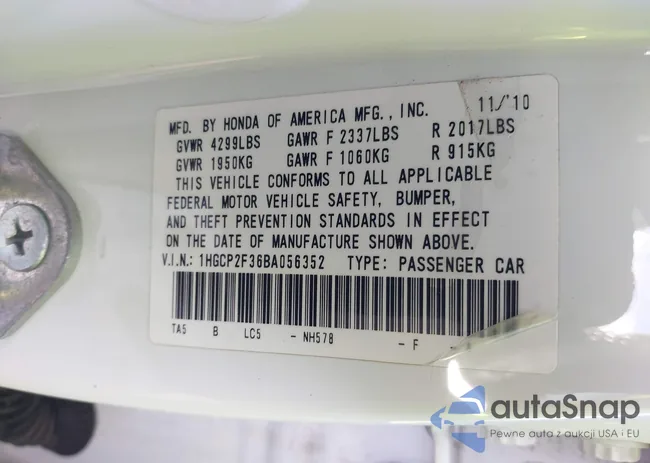 MFD. BY HONDA OF AMERICA MFG., INC. 11/'10
GVWR 4299LBS GAWR F 2337LBS R 2017LBS
GVWR 1950KG GAWR F 1060KG R 915KG
THIS VEHICLE CONFORMS TO ALL APPLICABLE
FEDERAL MOTOR VEHICLE SAFETY, BUMPER,
AND THEFT PREVENTION STANDARDS IN EFFECT
ON THE DATE OF MANUFACTURE SHOWN ABOVE.
V.I.N.: 1HGCP2F36BA056352 TYPE: PASSENGER CAR
TA5 B LC5 - NH578 - F -
autaSnap
Pewne auta z aukcji USA i EU